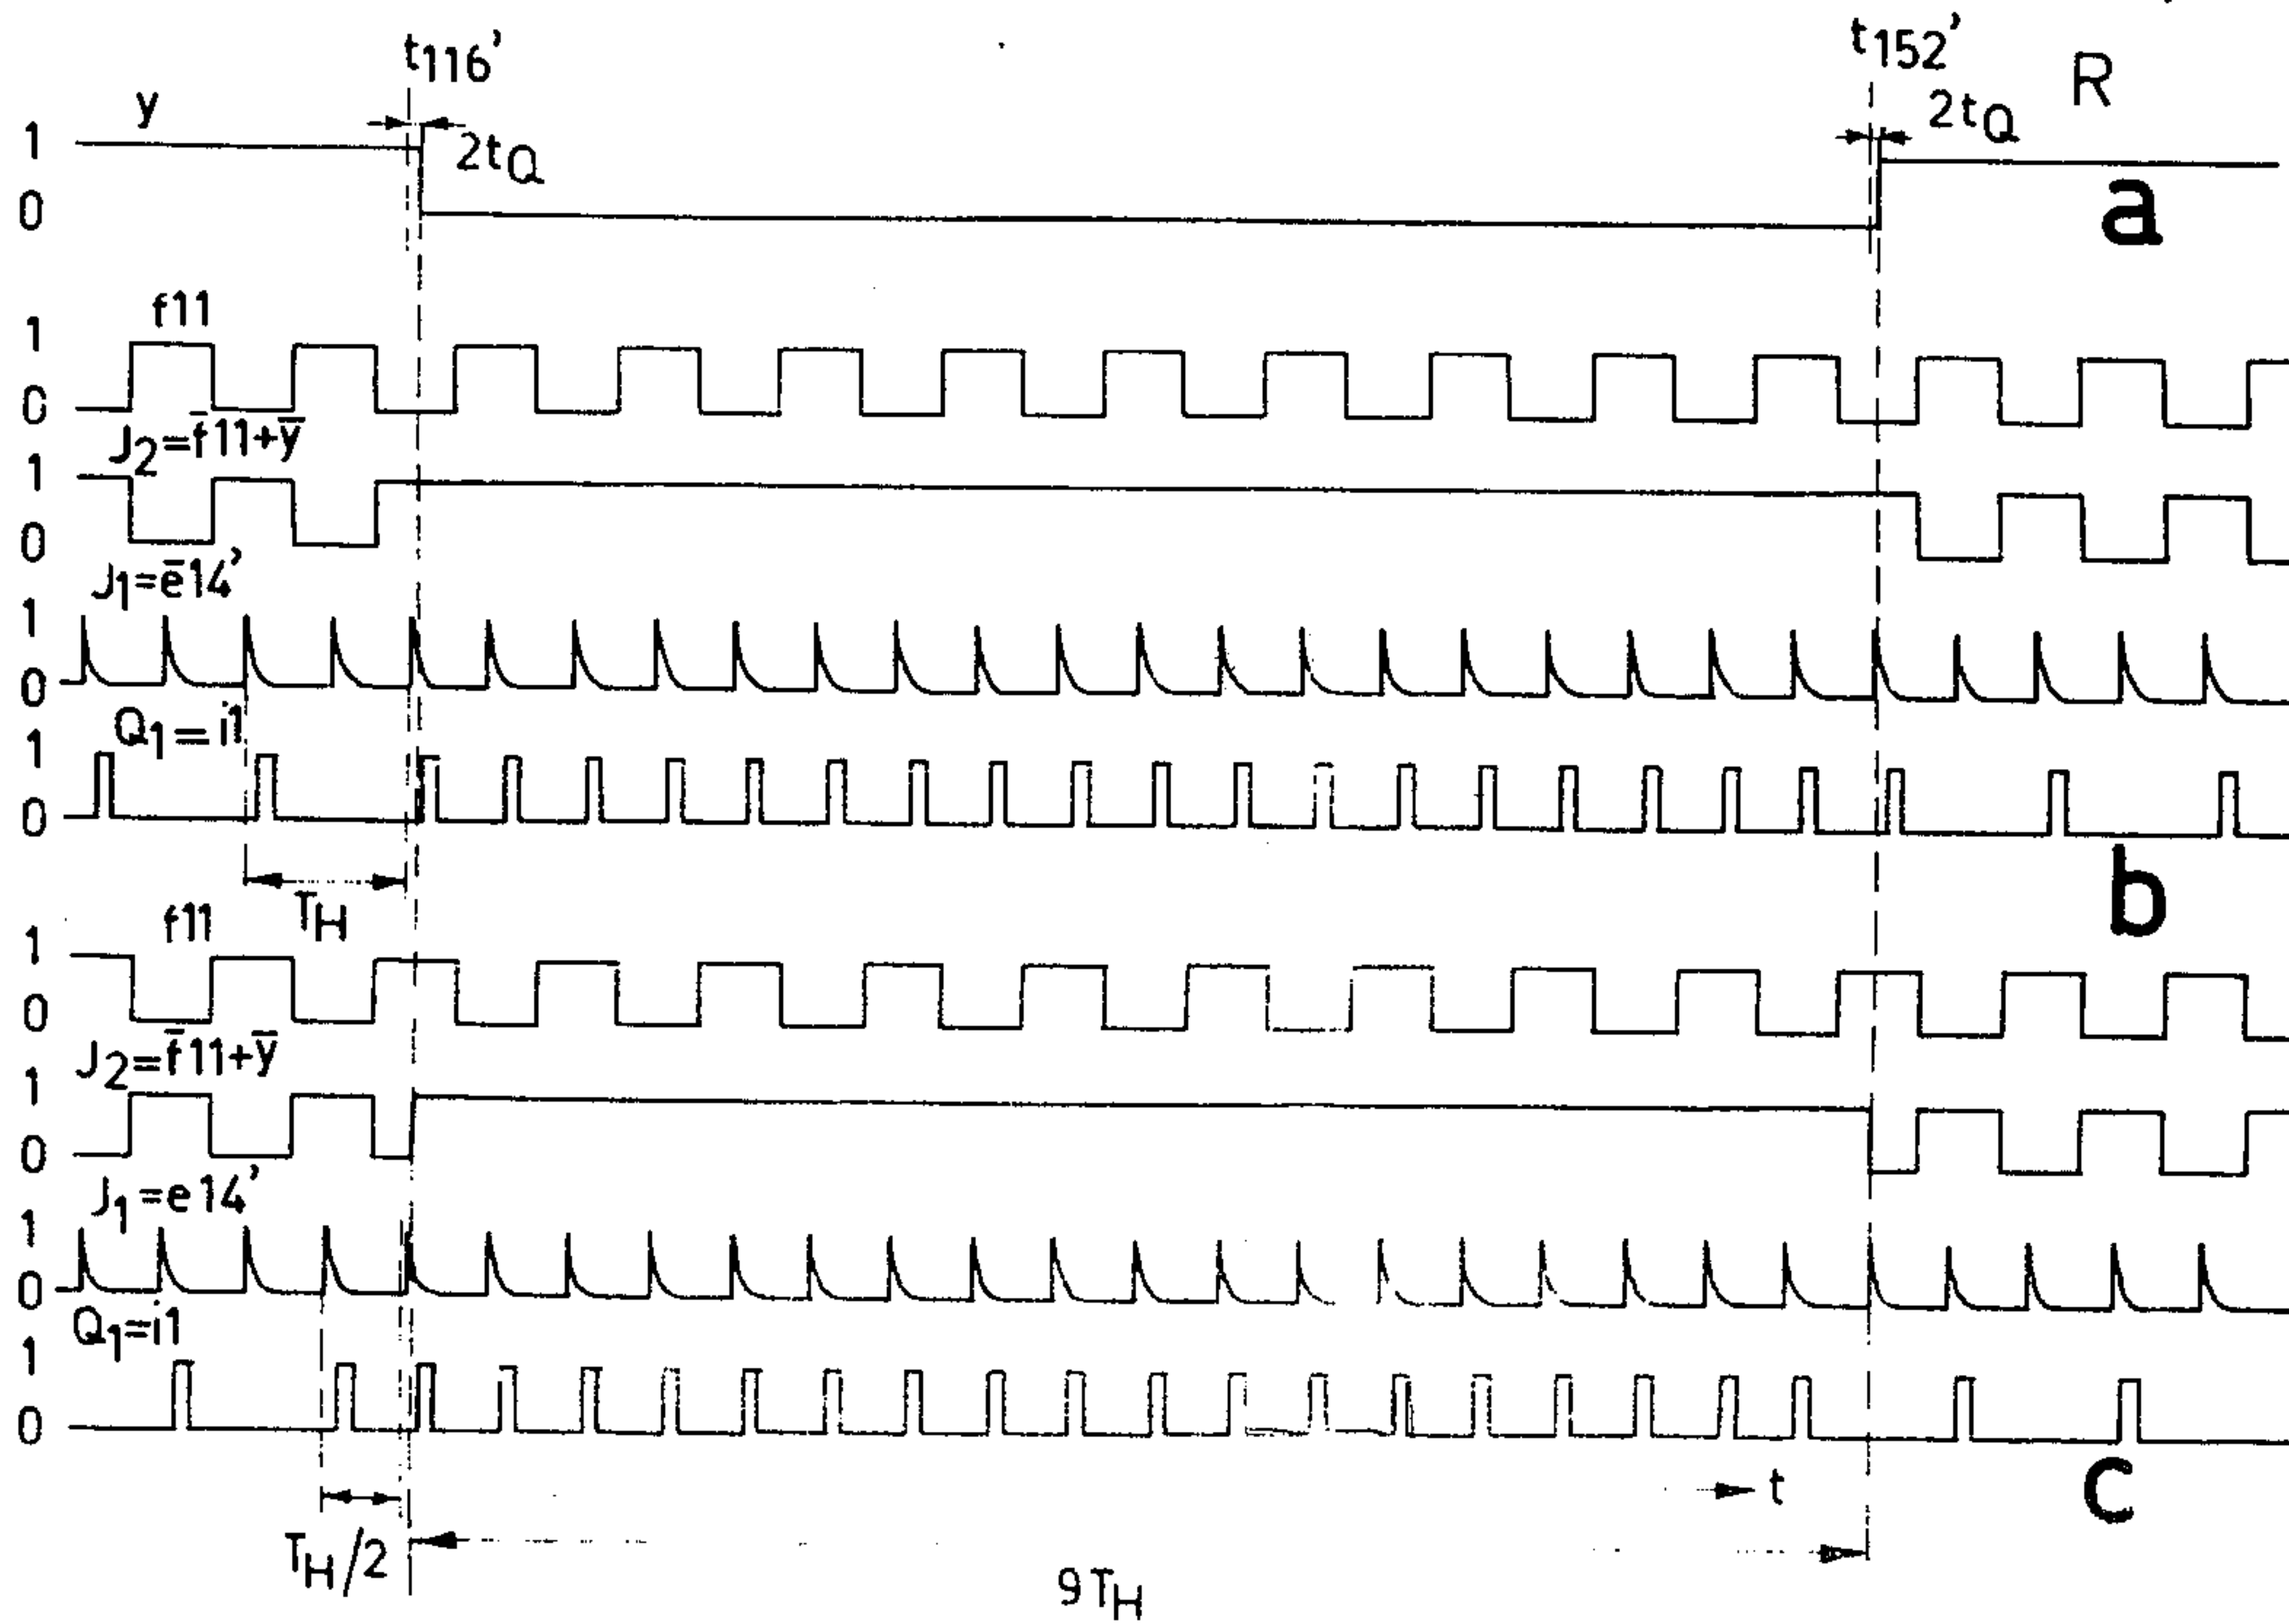 t116' t152' R
y 2tQ 2tQ
1
0
a
f11
1
0
J2=f̅11+y̅
1
0
J1=e̅14'
1
0
Q1=i1
1
0
TH
b
f11
1
0
J2=f̅11+y̅
1
0
J1=e14'
1
0
Q1=i1
1
0
t
c
TH/2
9TH